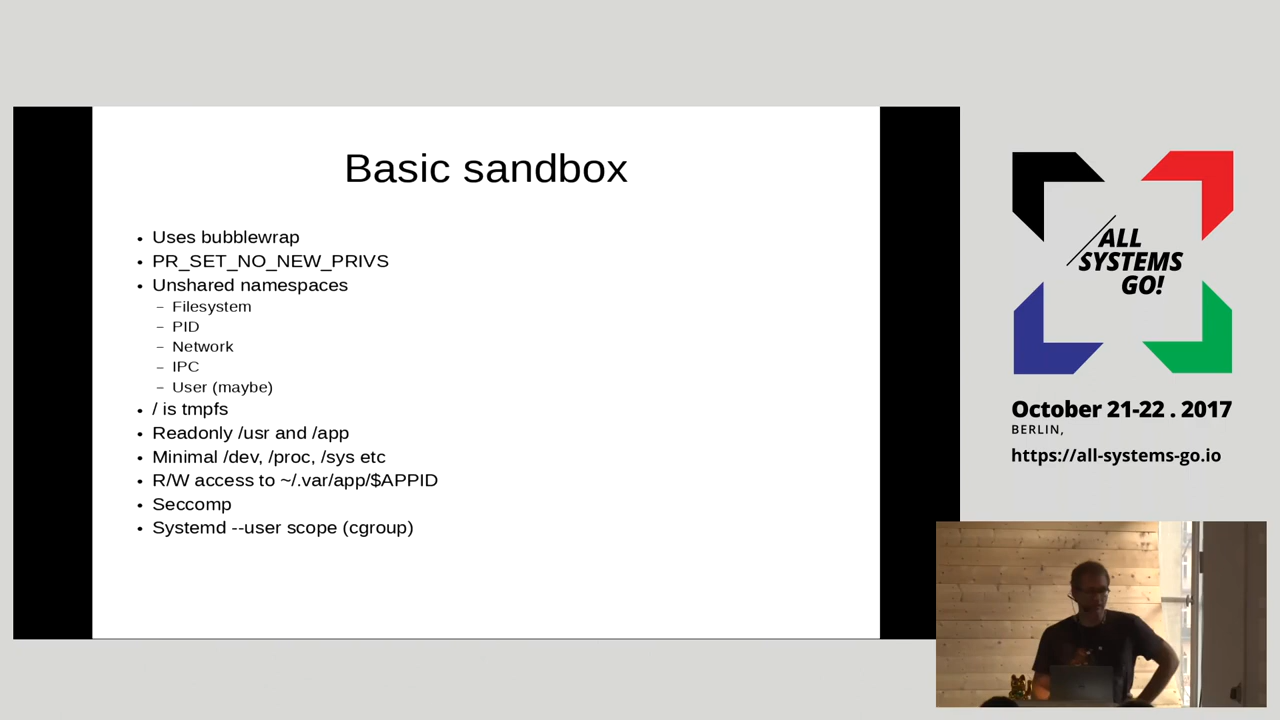 Basic sandbox
• Uses bubblewrap
• PR_SET_NO_NEW_PRIVS
• Unshared namespaces
– Filesystem
– PID
– Network
– IPC
– User (maybe)
• / is tmpfs
• Readonly /usr and /app
• Minimal /dev, /proc, /sys etc
• R/W access to ~/.var/app/$APPID
• Seccomp
• Systemd --user scope (cgroup)
ALL
SYSTEMS
GO!
October 21-22 . 2017
BERLIN,
https://all-systems-go.io